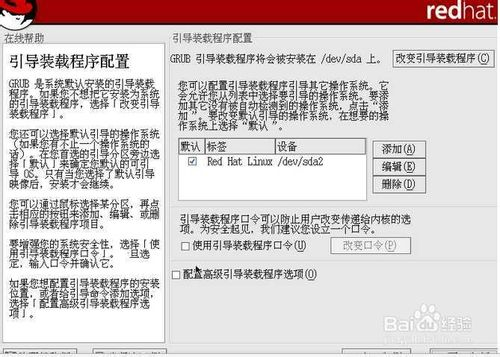 redhat.
在线帮助
引导装载程序配置
GRUB 是系统默认安装的引导装载
程序。如果您不想把它安装为系统
的引导装载程序，选择「改变引导
装载程序」。
您还可以选择默认引导的操作系统
（如果您有不止一个操作系统的
话）。在您首选的引导分区旁边选
择「默认」来确定您默认的可引
导 OS。只有当您选择了默认引导
映像后，安装才会继续。
您可以通过鼠标选择某分区，再点
击相应的按钮来添加、编辑、或删
除引导装载程序项目。
要增强您的系统安全性，选择「使
用引导装载程序口令」。 且选
定，输入口令并确认它。
如果您想配置引导装载程序的安装
位置，或者给引导命令添加选项，
选择「配置高级引导装载程序选
项」。
引导装载程序配置
GRUB 引导装载程序将会被安装在 /dev/sda 上。
改变引导装载程序(C)
您可以配置引导装载程序引导其它操作系统。它
会允许您从列表中选择要引导的操作系统。要添
加其它没有被自动检测到的操作系统，点击“添
加”。要改变默认引导的操作系统，在想要的操
作系统上选择“默认”。
默认 标签 设备
Red Hat Linux /dev/sda2
添加(A)
编辑(E)
删除(D)
引导装载程序口令可以防止用户改变传递给内核的选
项。为安全起见，我们建议您设立一个口令。
使用引导装载程序口令(U)
改变口令(P)
配置高级引导装载程序选项(O)
Bai 经验